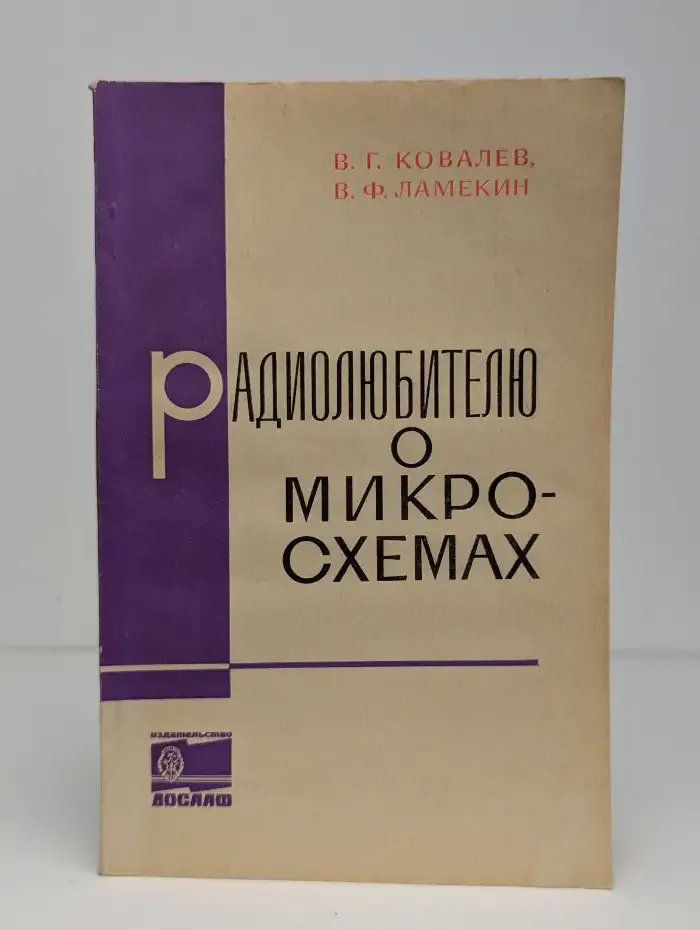 В. Г. КОВАЛЕВ,
В. Ф. ЛАМЕКИН
РАДИОЛЮБИТЕЛЮ
О
МИКРО-
СХЕМАХ
издательство
ДОСААФ